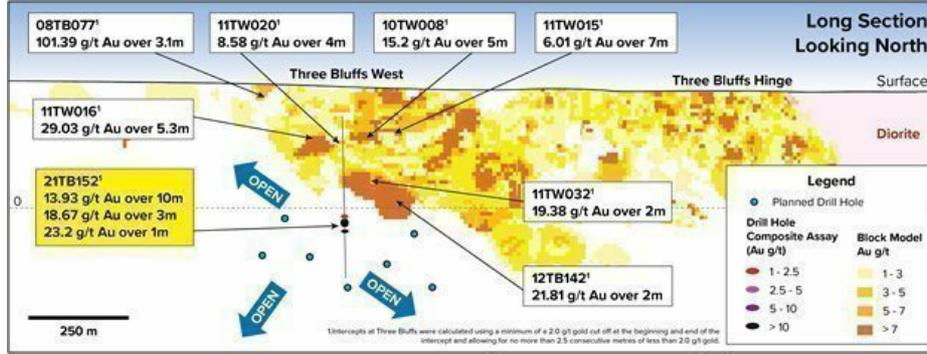 08TB077¹
101.39 g/t Au over 3.1m
11TW020¹
8.58 g/t Au over 4m
10TW008¹
15.2 g/t Au over 5m
11TW015¹
6.01 g/t Au over 7m
Long Section
Looking North
Three Bluffs West
Three Bluffs Hinge
Surface
11TW016¹
29.03 g/t Au over 5.3m
Diorite
21TB152¹
13.93 g/t Au over 10m
18.67 g/t Au over 3m
23.2 g/t Au over 1m
OPEN
0
11TW032¹
19.38 g/t Au over 2m
12TB142¹
21.81 g/t Au over 2m
OPEN
OPEN
250 m
Legend
Planned Drill Hole
Drill Hole
Composite Assay
(Au g/t)
1 - 2.5
2.5 - 5
5 - 10
> 10
Block Model
Au g/t
1 - 3
3 - 5
5 - 7
> 7
¹Intercepts at Three Bluffs were calculated using a minimum of a 2.0 g/t gold cut off at the beginning and end of the
intercept and allowing for no more than 2.5 consecutive metres of less than 2.0 g/t gold.